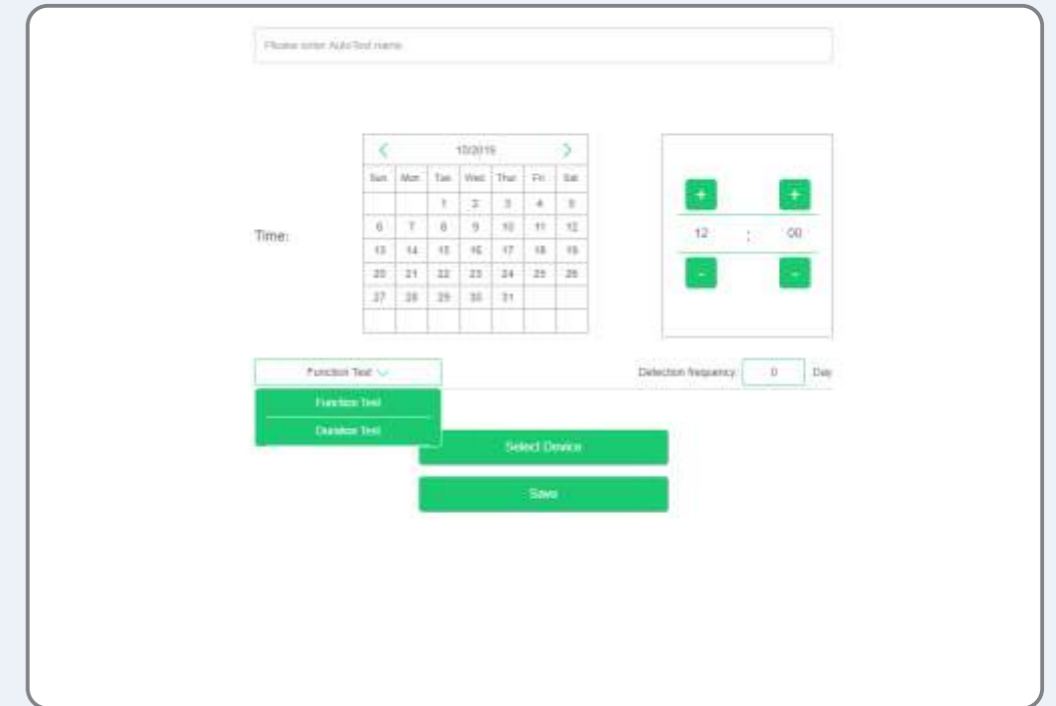 Please enter AutoTest name
10/2019
Sun Mon Tue Wed Thur Fri Sat
1 2 3 4 5
6 7 8 9 10 11 12
13 14 15 16 17 18 19
20 21 22 23 24 25 26
27 28 29 30 31
Time:
+ +
12 : 00
- -
Function Test
Detection frequency: 0 Day
Function Test
Duration Test
Select Device
Save